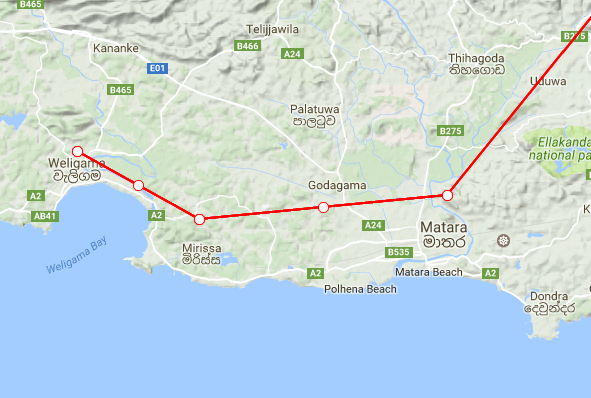 B465
Telijjawila
B275
Kananke
B466
A24
Thihagoda
තිහගොඩ
E01
Uduwa
B465
Palatuwa
පාලටුව
B275
Ellakanda
national pa
Weligama
වැලිගම
Godagama
A2
A2
AB41
A24
Matara
මාතර
K
Weligama Bay
Mirissa
මිරිස්ස
B535
A2
Matara Beach
A2
Polhena Beach
Dondra
දෙවුන්දර